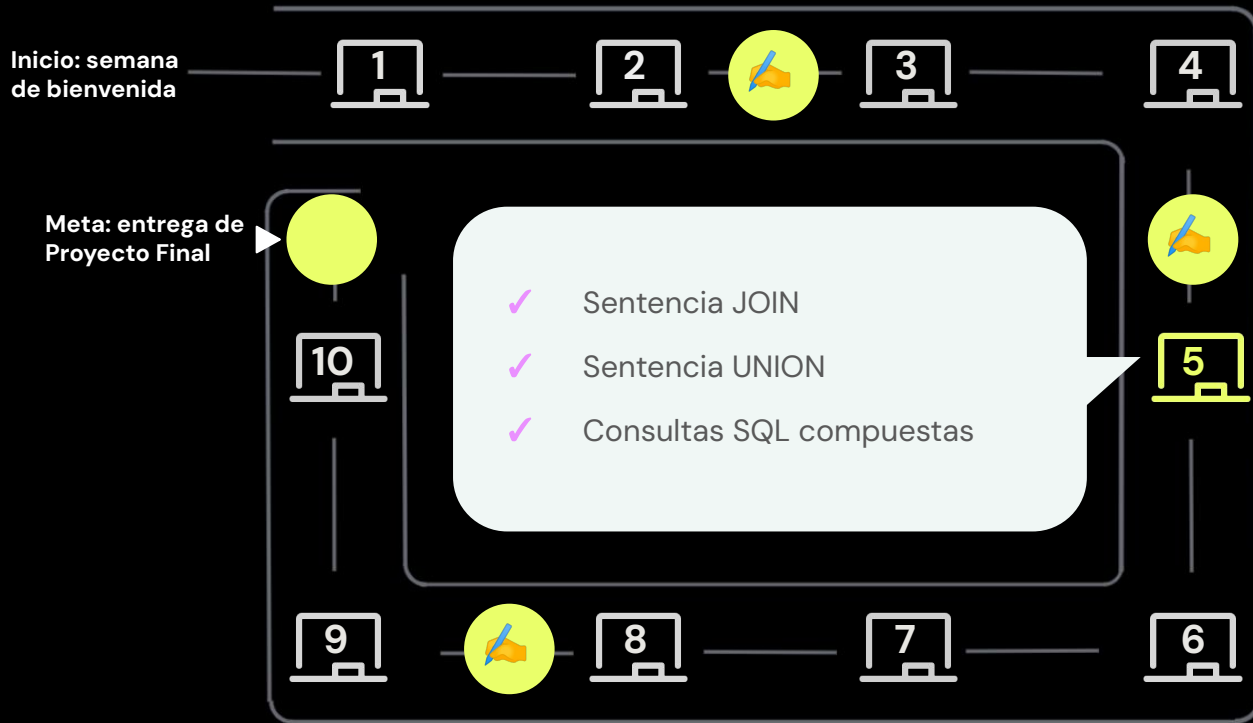 Inicio: semana
de bienvenida
1
2
3
4
Meta: entrega de
Proyecto Final
✓ Sentencia JOIN
✓ Sentencia UNION
✓ Consultas SQL compuestas
5
10
9
8
7
6